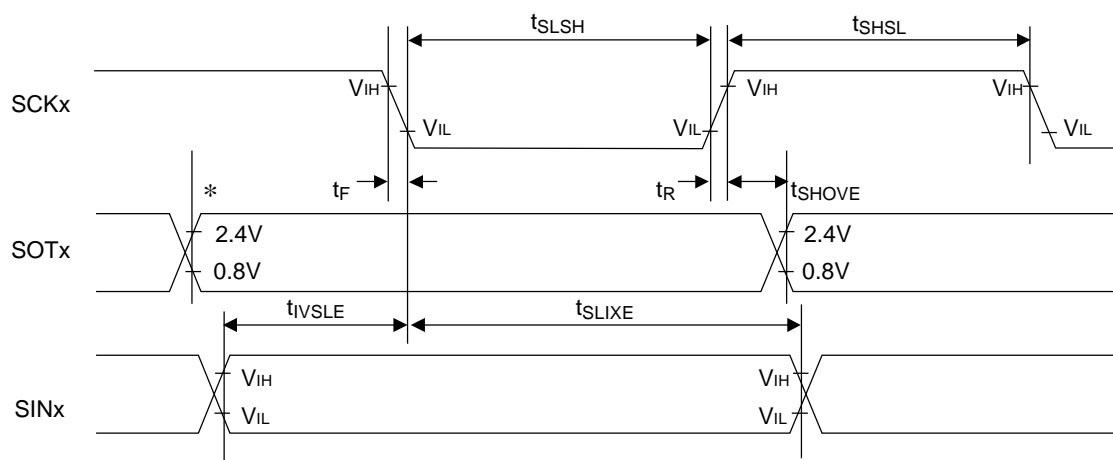 tSLSH
tSHSL
SCKx
VIH
VIL
VIL
VIH
VIH
VIL
*
tF
tR
tSHOVE
SOTx
2.4V
0.8V
2.4V
0.8V
tIVSLE
tSLIXE
SINx
VIH
VIL
VIH
VIL